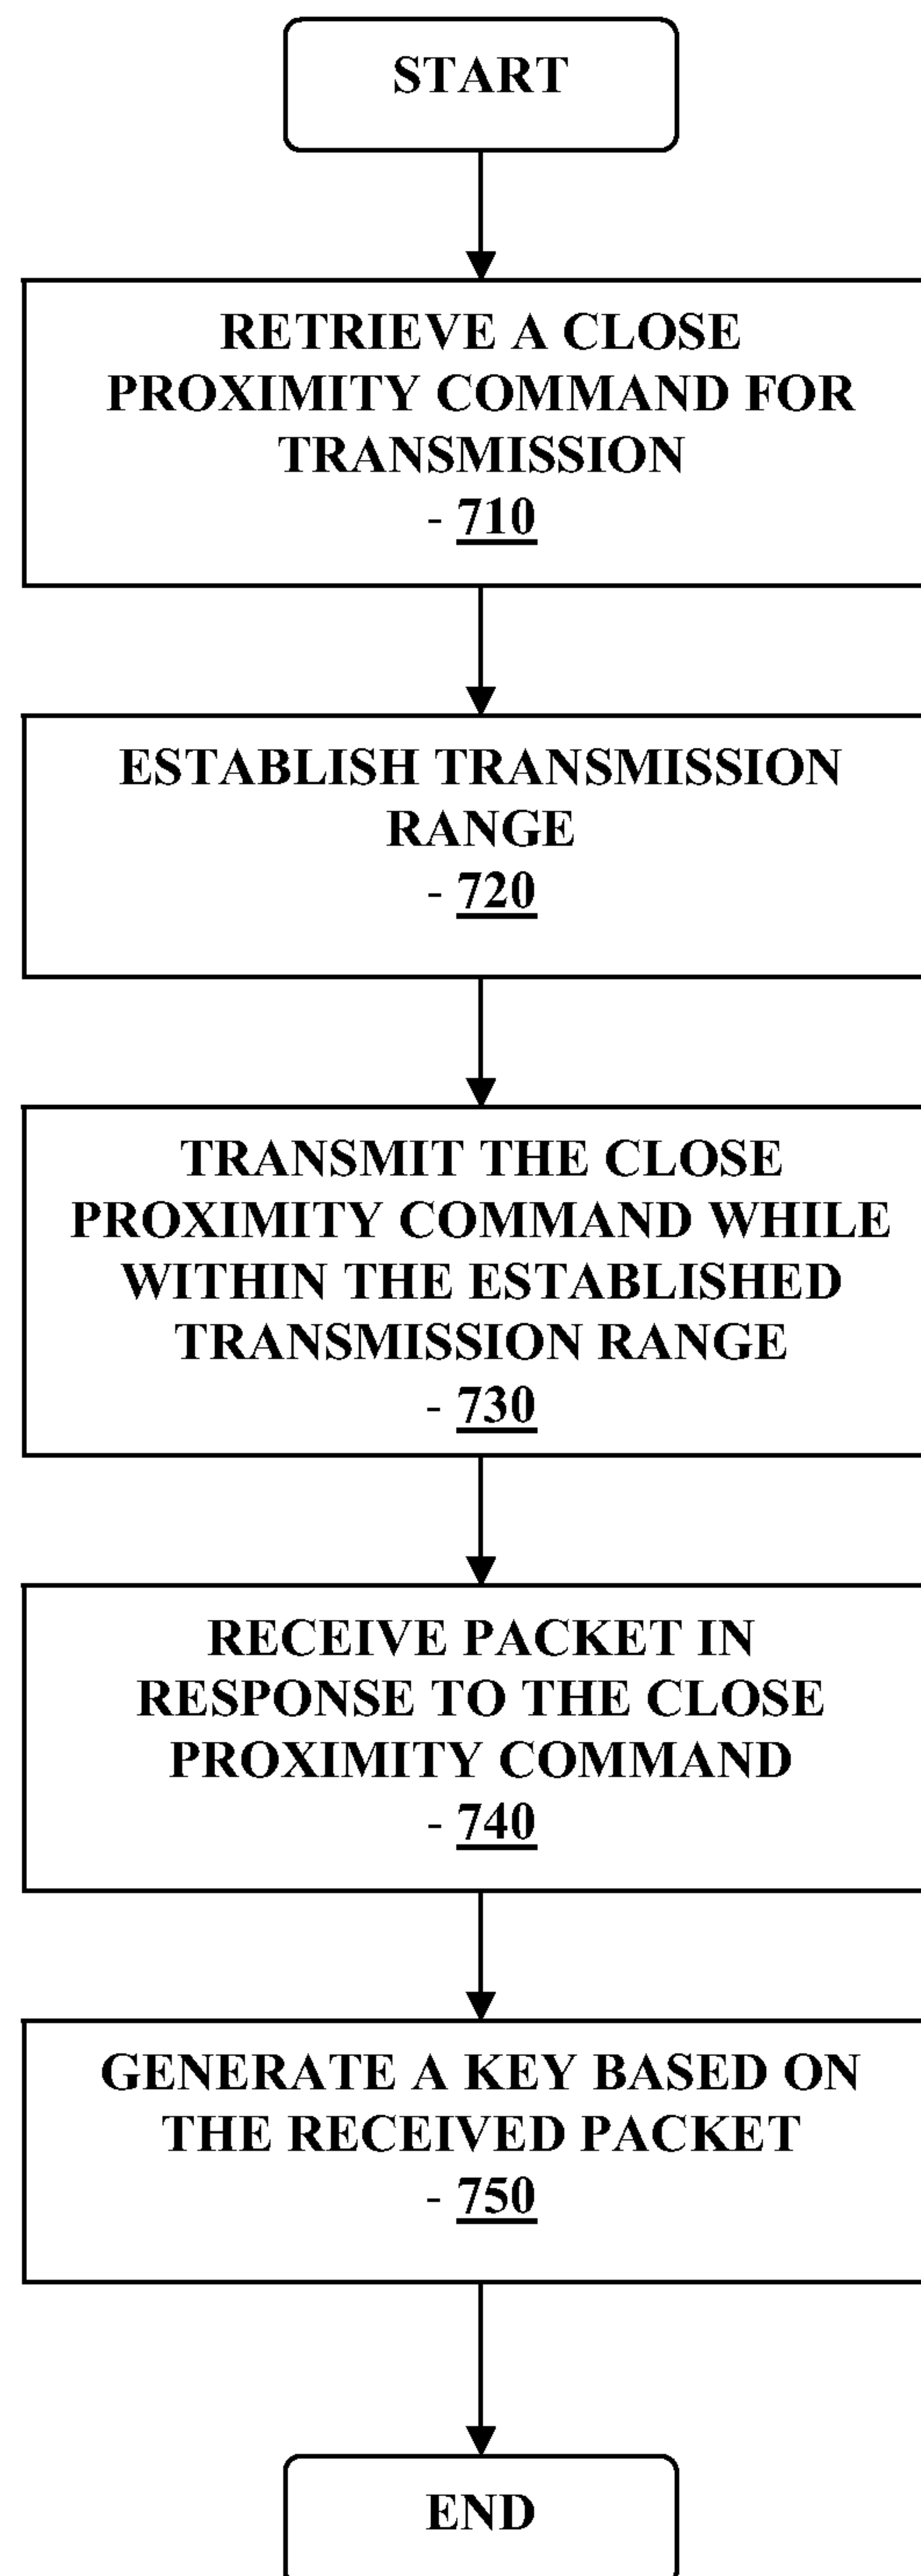 START
RETRIEVE A CLOSE
PROXIMITY COMMAND FOR
TRANSMISSION
- 710
ESTABLISH TRANSMISSION
RANGE
- 720
TRANSMIT THE CLOSE
PROXIMITY COMMAND WHILE
WITHIN THE ESTABLISHED
TRANSMISSION RANGE
- 730
RECEIVE PACKET IN
RESPONSE TO THE CLOSE
PROXIMITY COMMAND
- 740
GENERATE A KEY BASED ON
THE RECEIVED PACKET
- 750
END